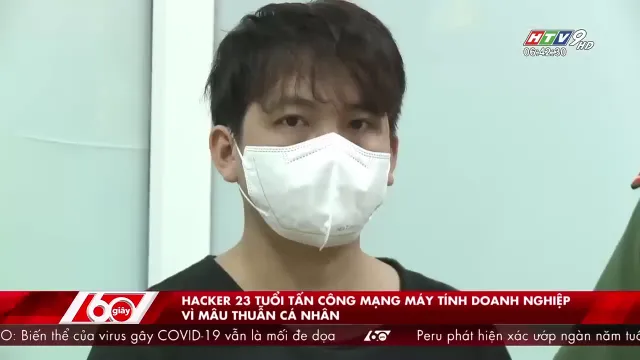 HTV9 HD
06:42:30
HACKER 23 TUỔI TẤN CÔNG MẠNG MÁY TÍNH DOANH NGHIỆP
VÌ MÂU THUẪN CÁ NHÂN
60 giây
O: Biến thể của virus gây COVID-19 vẫn là mối đe dọa 60 Peru phát hiện xác ướp ngàn năm tuổ